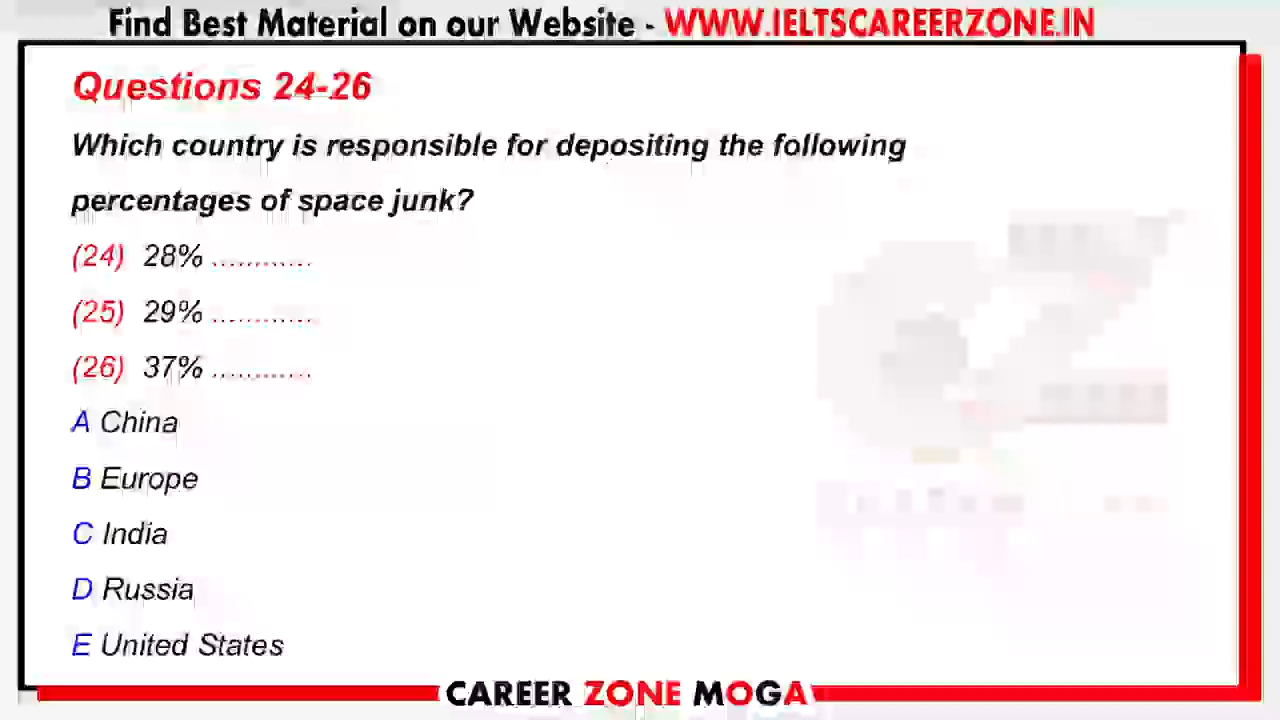 Find Best Material on our Website - WWW.IELTSCAREERZONE.IN
Questions 24-26
Which country is responsible for depositing the following
percentages of space junk?
(24) 28% ............
(25) 29% ............
(26) 37% ............
A China
B Europe
C India
D Russia
E United States
CAREER ZONE MOGA